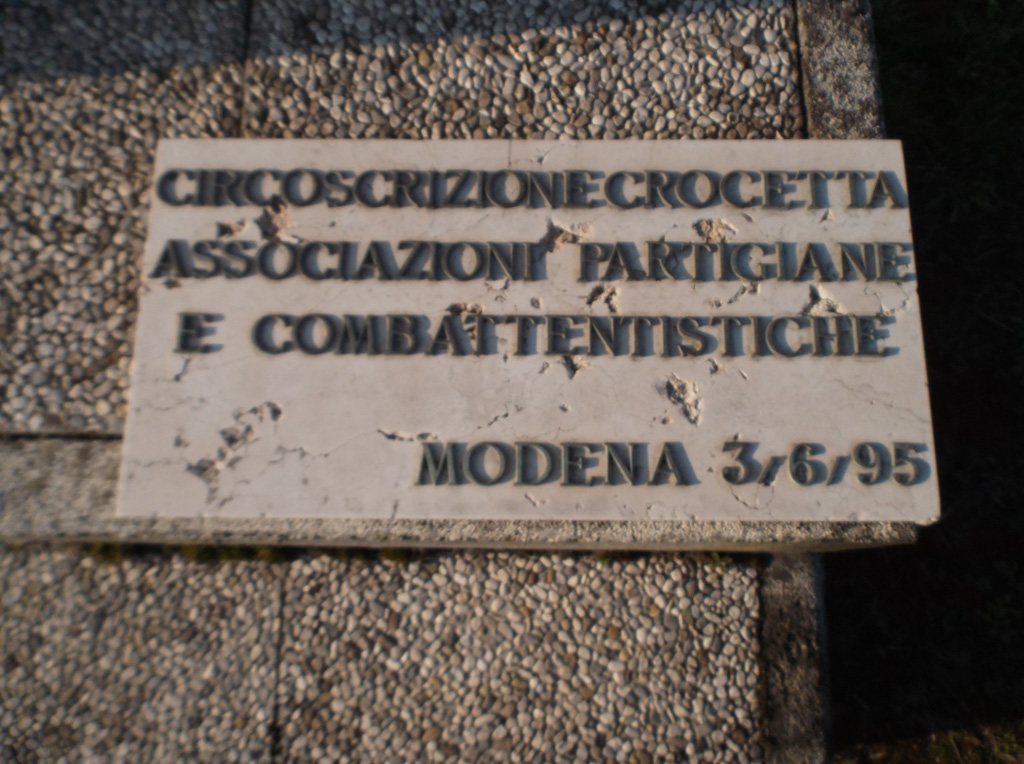 CIRCOSCRIZIONE CROCETTA
ASSOCIAZIONI PARTIGIANE
E COMBATTENTISTICHE
MODENA 3/6/95